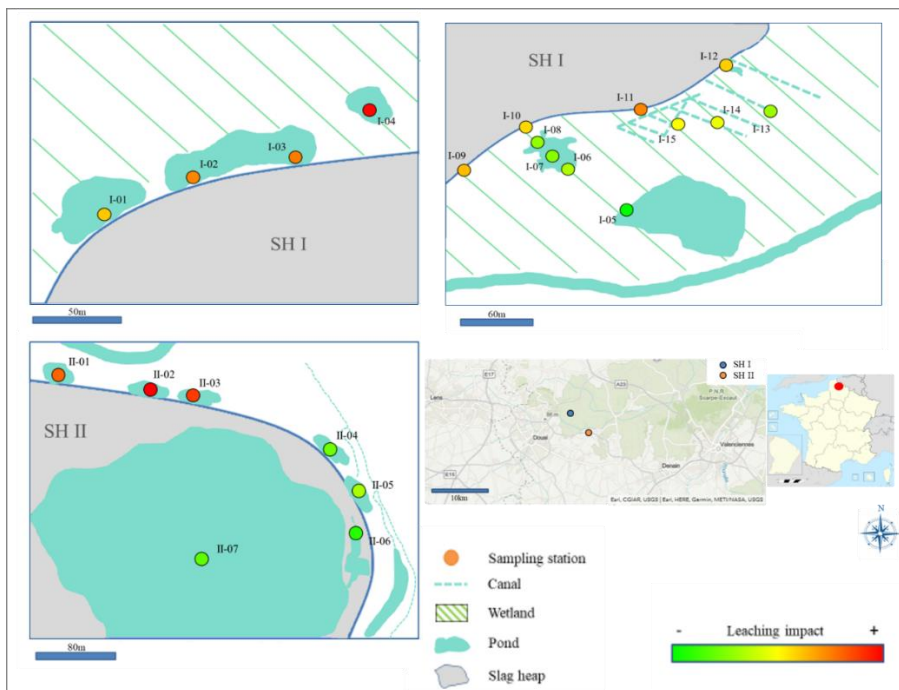 I-04
I-03
I-02
I-01
SH I
50m
SH I
I-12
I-11
I-14
I-10
I-08
I-13
I-15
I-07
I-06
I-09
I-05
60m
II-01
II-02
II-03
SH II
II-04
II-05
II-06
II-07
80m
SH I
SH II
E17
A23
Lens
Douai
Valenciennes
Denain
10km
Esri, CGIAR, USGS | Esri, HERE, Garmin, METI/NASA, USGS
N
Sampling station
Canal
Wetland
Pond
Slag heap
- Leaching impact +